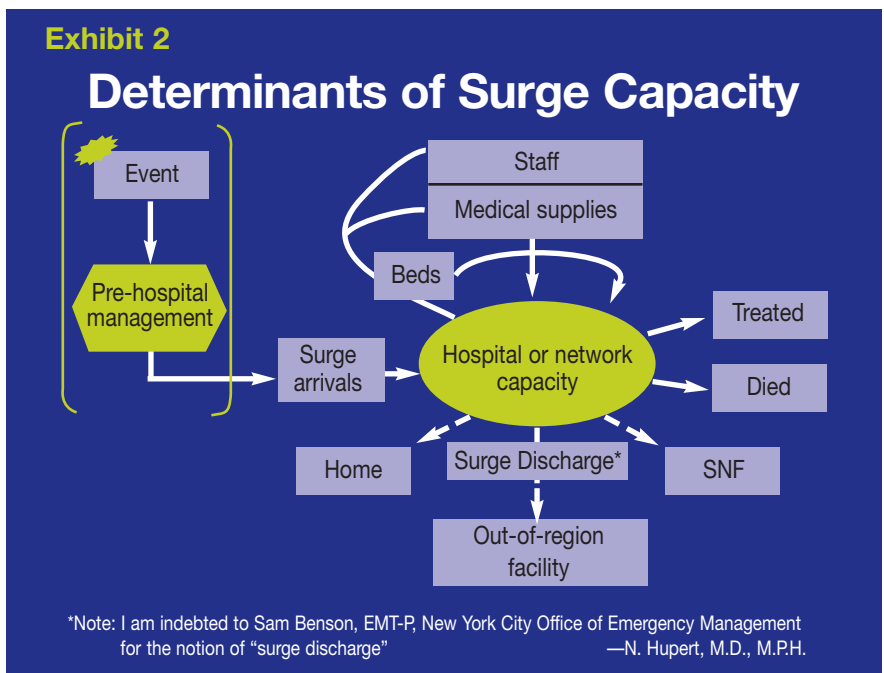 Exhibit 2
Determinants of Surge Capacity
Event
Pre-hospital
management
Staff
Medical supplies
Beds
Surge
arrivals
Hospital or network
capacity
Treated
Died
Home
Surge Discharge*
SNF
Out-of-region
facility
*Note: I am indebted to Sam Benson, EMT-P, New York City Office of Emergency Management
for the notion of “surge discharge” —N. Hupert, M.D., M.P.H.